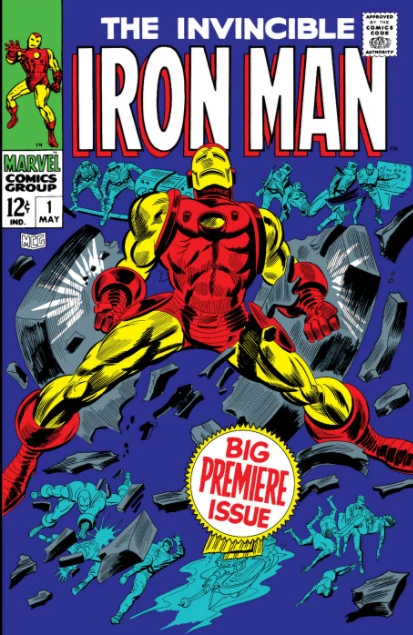 THE INVINCIBLE
IRON MAN
APPROVED
BY THE
COMICS
CODE
AUTHORITY
MARVEL
COMICS
GROUP
12¢
IND.
1
MAY
MCG
BIG
PREMIERE
ISSUE